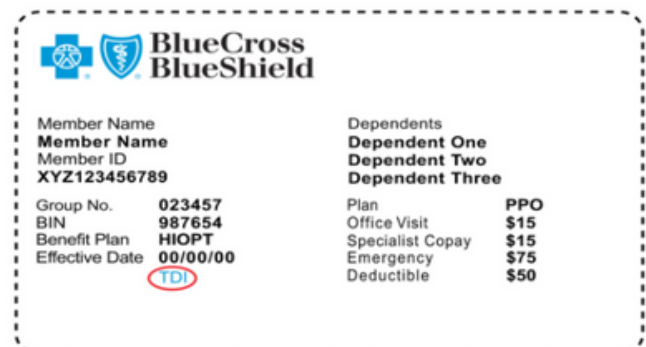 BlueCross
BlueShield
Member Name
Member Name
Member ID
XYZ123456789
Group No. 023457
BIN 987654
Benefit Plan HIOPT
Effective Date 00/00/00
TDI
Dependents
Dependent One
Dependent Two
Dependent Three
Plan PPO
Office Visit $15
Specialist Copay $15
Emergency $75
Deductible $50